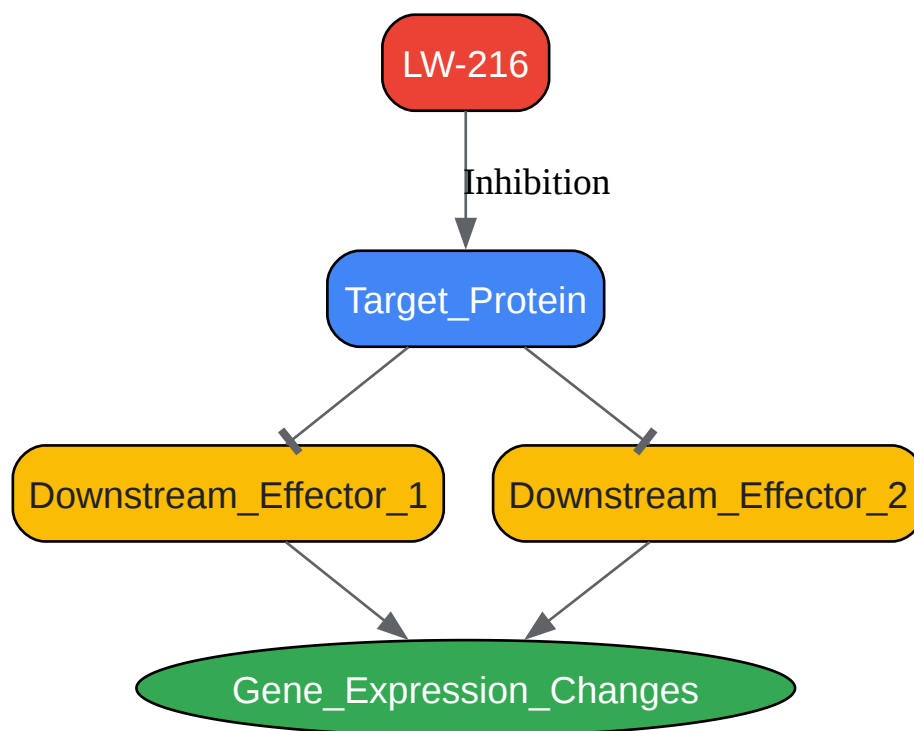 LW-216
Inhibition
Target_Protein
Downstream_Effector_1
Downstream_Effector_2
Gene_Expression_Changes